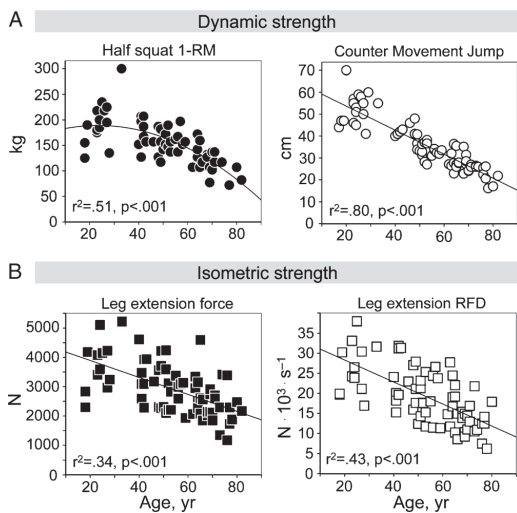 A Dynamic strength
Half squat 1-RM
kg
300
250
200
150
100
50
0
20 40 60 80
r²=.51, p<.001
Counter Movement Jump
cm
70
60
50
40
30
20
10
0
20 40 60 80
r²=.80, p<.001
B Isometric strength
Leg extension force
N
5000
4000
3000
2000
1000
0
20 40 60 80
r²=.34, p<.001
Age, yr
Leg extension RFD
N · 10³ · s⁻¹
35
30
25
20
15
10
5
0
20 40 60 80
r²=.43, p<.001
Age, yr